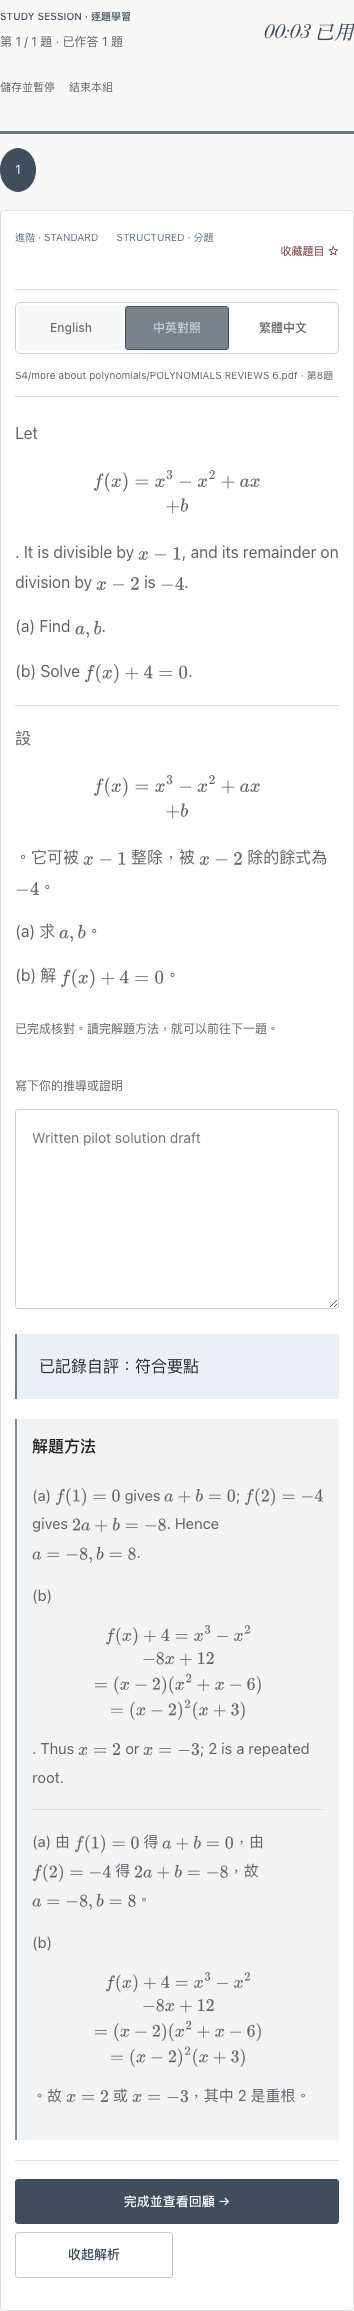 STUDY SESSION · 逐題學習
第 1 / 1 題 · 已作答 1 題
00:03 已用
儲存並暫停 結束本組
1
進階 · STANDARD STRUCTURED · 分題
收藏題目 ☆
English 中英對照 繁體中文
S4/more about polynomials/POLYNOMIALS REVIEWS 6.pdf · 第8題
Let
f(x) = x³ − x² + ax
+b
. It is divisible by x − 1, and its remainder on
division by x − 2 is −4.
(a) Find a, b.
(b) Solve f(x) + 4 = 0.
設
f(x) = x³ − x² + ax
+b
。它可被 x − 1 整除，被 x − 2 除的餘式為
−4。
(a) 求 a, b。
(b) 解 f(x) + 4 = 0。
已完成核對。讀完解題方法，就可以前往下一題。
寫下你的推導或證明
Written pilot solution draft
已記錄自評：符合要點
解題方法
(a) f(1) = 0 gives a + b = 0; f(2) = −4
gives 2a + b = −8. Hence
a = −8, b = 8.
(b)
f(x) + 4 = x³ − x²
−8x + 12
= (x − 2)(x² + x − 6)
= (x − 2)²(x + 3)
. Thus x = 2 or x = −3; 2 is a repeated
root.
(a) 由 f(1) = 0 得 a + b = 0，由
f(2) = −4 得 2a + b = −8，故
a = −8, b = 8。
(b)
f(x) + 4 = x³ − x²
−8x + 12
= (x − 2)(x² + x − 6)
= (x − 2)²(x + 3)
。故 x = 2 或 x = −3，其中 2 是重根。
完成並查看回顧 →
收起解析